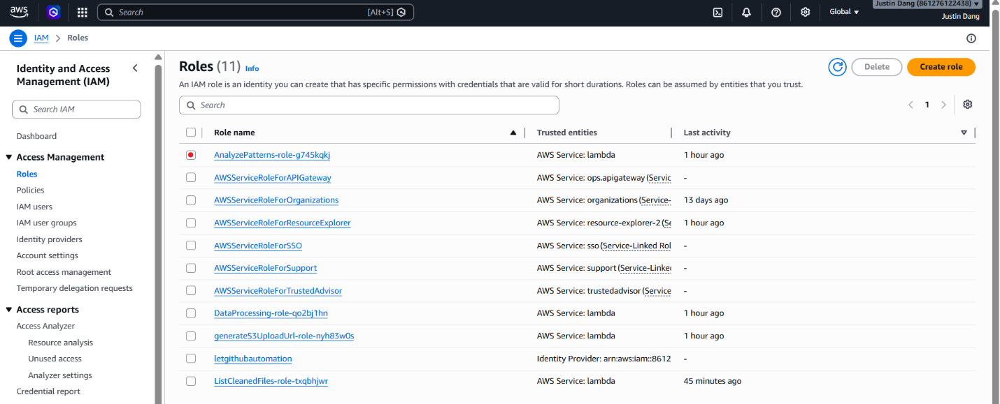 aws
Search [Alt+S]
Global
Justin Dang (861276122438)
Justin Dang
IAM > Roles
Identity and Access Management (IAM)
Search IAM
Dashboard
Access Management
Roles
Policies
IAM users
IAM user groups
Identity providers
Account settings
Root access management
Temporary delegation requests
Access reports
Access Analyzer
Resource analysis
Unused access
Analyzer settings
Credential report
Roles (11) Info
Delete
Create role
An IAM role is an identity you can create that has specific permissions with credentials that are valid for short durations. Roles can be assumed by entities that you trust.
Search
1
Role name Trusted entities Last activity
AnalyzePatterns-role-g745kqkj AWS Service: lambda 1 hour ago
AWSServiceRoleForAPIGateway AWS Service: ops.apigateway (Servic -
AWSServiceRoleForOrganizations AWS Service: organizations (Service- 13 days ago
AWSServiceRoleForResourceExplorer AWS Service: resource-explorer-2 (Se 1 hour ago
AWSServiceRoleForSSO AWS Service: sso (Service-Linked Rol -
AWSServiceRoleForSupport AWS Service: support (Service-Linked -
AWSServiceRoleForTrustedAdvisor AWS Service: trustedadvisor (Service -
DataProcessing-role-qo2bj1hn AWS Service: lambda 1 hour ago
generateS3UploadUrl-role-nyh83w0s AWS Service: lambda 1 hour ago
letgithubautomation Identity Provider: arn:aws:iam::8612 -
ListCleanedFiles-role-txqbhjwr AWS Service: lambda 45 minutes ago